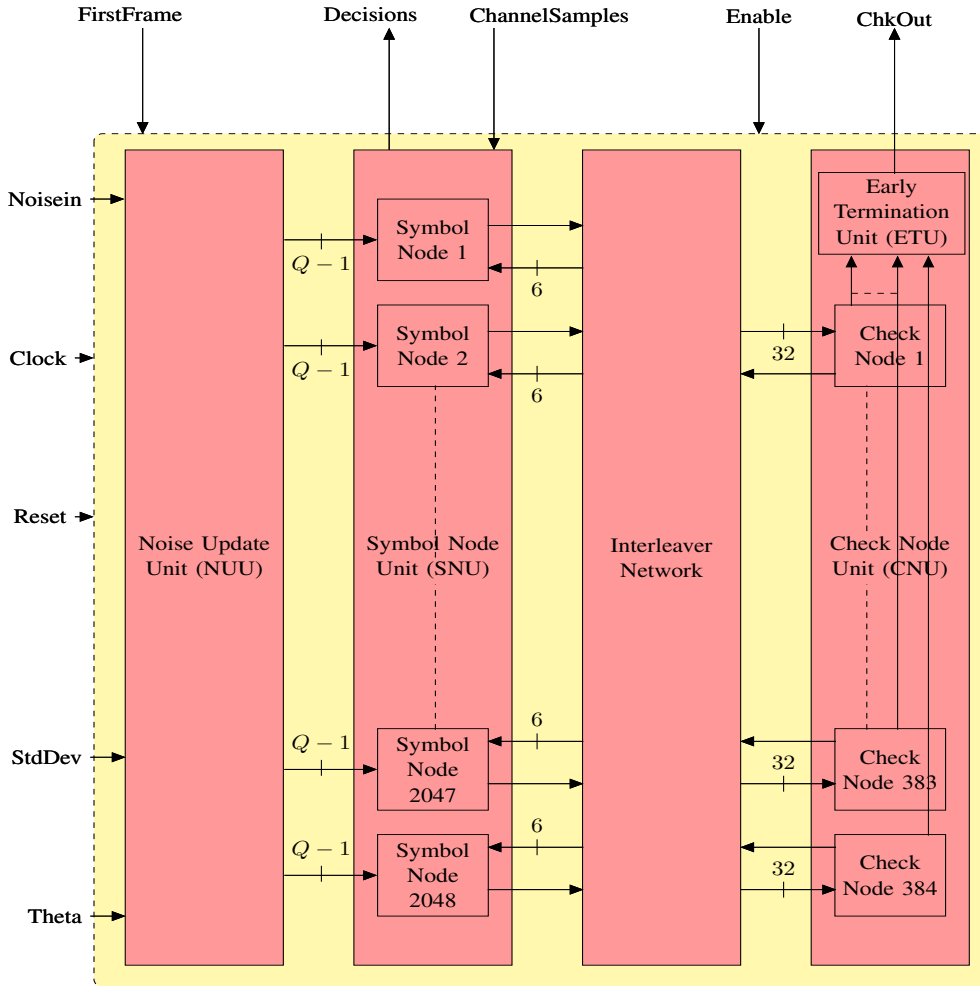 FirstFrame
Decisions
ChannelSamples
Enable
ChkOut
Noisein
Clock
Reset
StdDev
Theta
Noise Update
Unit (NUU)
Q − 1
Q − 1
Q − 1
Q − 1
Symbol
Node 1
Symbol
Node 2
Symbol Node
Unit (SNU)
Symbol
Node
2047
Symbol
Node
2048
6
6
6
6
Interleaver
Network
32
32
32
Early
Termination
Unit (ETU)
Check
Node 1
Check Node
Unit (CNU)
Check
Node 383
Check
Node 384